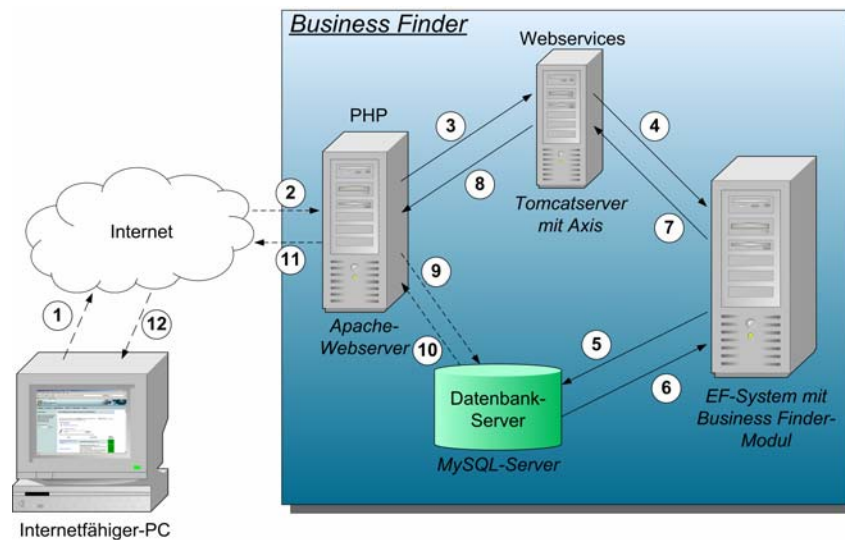 Business Finder
Webservices
PHP
3
4
2
8
7
Tomcatserver
mit Axis
Internet
11
9
1
12
Apache-
Webserver
10
5
6
Datenbank-
Server
MySQL-Server
EF-System mit
Business Finder-
Modul
Internetfähiger-PC